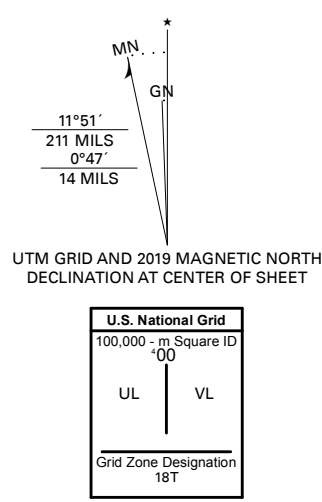 ★
MN
GN
11°51´
211 MILS
0°47´
14 MILS
UTM GRID AND 2019 MAGNETIC NORTH
DECLINATION AT CENTER OF SHEET
U.S. National Grid
100,000 - m Square ID
⁴00
UL VL
Grid Zone Designation
18T